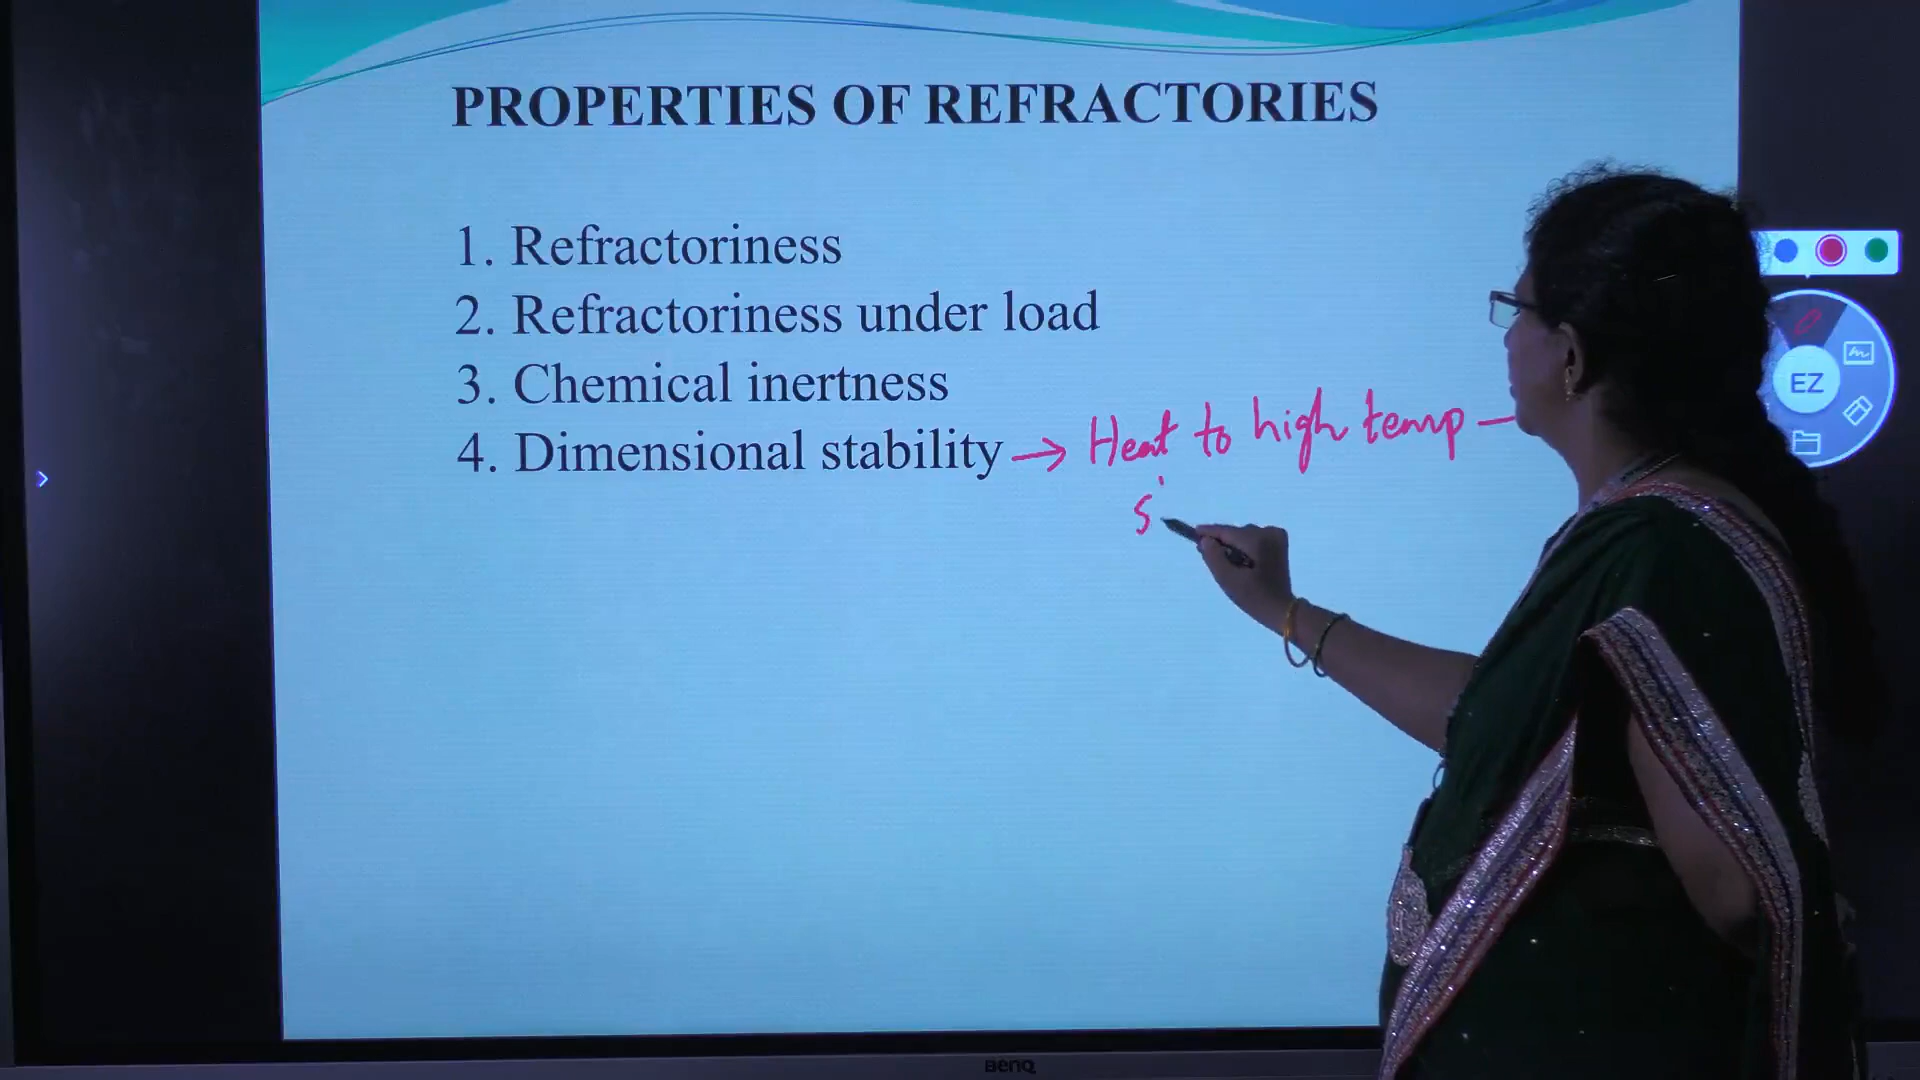 PROPERTIES OF REFRACTORIES
1. Refractoriness
2. Refractoriness under load
3. Chemical inertness
4. Dimensional stability → Heat to high temp –
S
EZ
BenQ